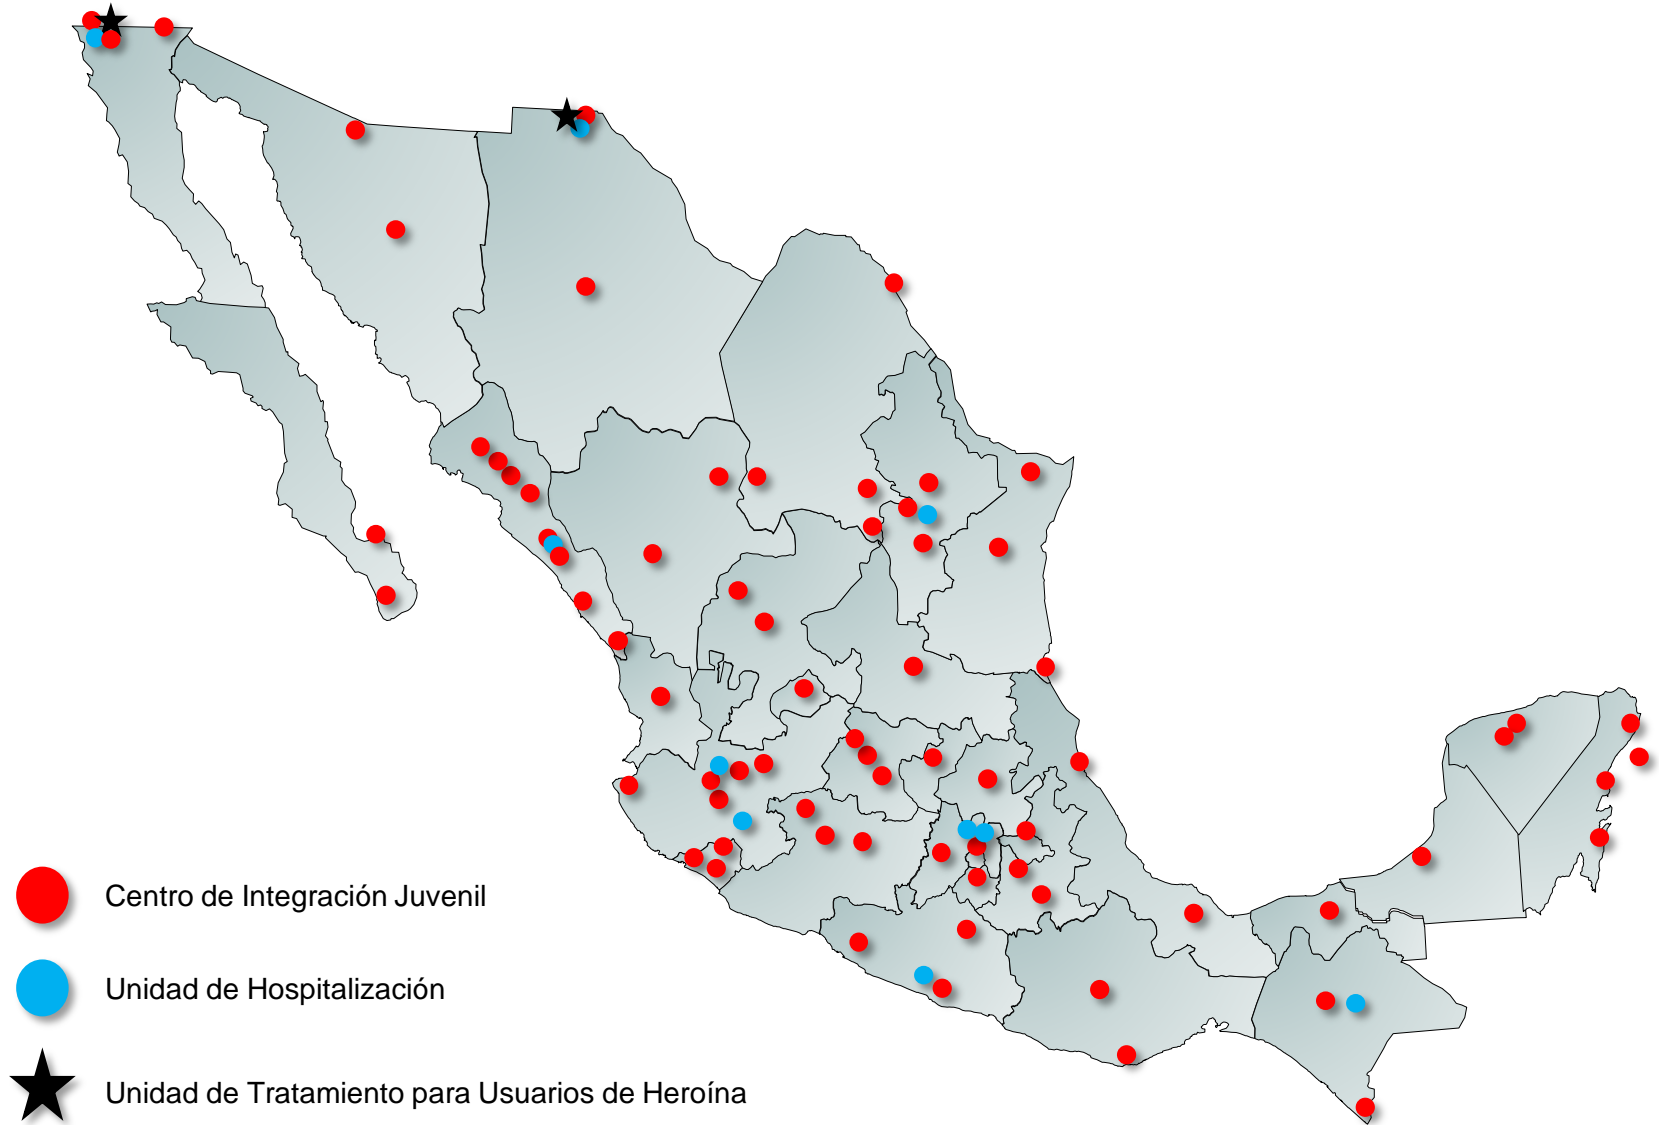 Centro de Integración Juvenil
Unidad de Hospitalización
Unidad de Tratamiento para Usuarios de Heroína